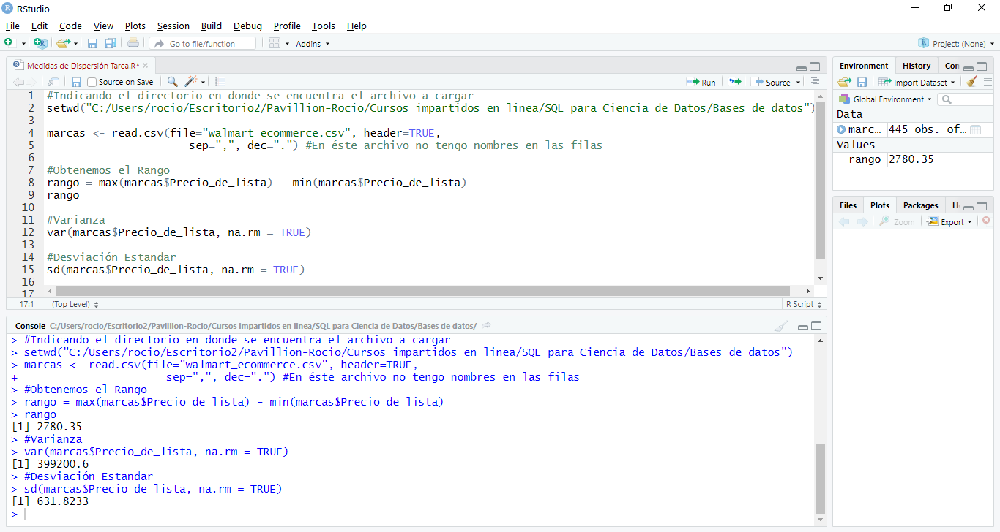 RStudio
File Edit Code View Plots Session Build Debug Profile Tools Help
Go to file/function Addins Project: (None)
Medidas de Dispersión Tarea.R*
Source on Save Run Source
1 #Indicando el directorio en donde se encuentra el archivo a cargar
2 setwd("C:/Users/rocio/Escritorio2/Pavillion-Rocio/Cursos impartidos en linea/SQL para Ciencia de Datos/Bases de datos")
3
4 marcas <- read.csv(file="walmart_ecommerce.csv", header=TRUE,
5 sep=",", dec=".") #En éste archivo no tengo nombres en las filas
6
7 #Obtenemos el Rango
8 rango = max(marcas$Precio_de_lista) - min(marcas$Precio_de_lista)
9 rango
10
11 #Varianza
12 var(marcas$Precio_de_lista, na.rm = TRUE)
13
14 #Desviación Estandar
15 sd(marcas$Precio_de_lista, na.rm = TRUE)
16
17
17:1 (Top Level) R Script
Console C:/Users/rocio/Escritorio2/Pavillion-Rocio/Cursos impartidos en linea/SQL para Ciencia de Datos/Bases de datos/
> #Indicando el directorio en donde se encuentra el archivo a cargar
> setwd("C:/Users/rocio/Escritorio2/Pavillion-Rocio/Cursos impartidos en linea/SQL para Ciencia de Datos/Bases de datos")
> marcas <- read.csv(file="walmart_ecommerce.csv", header=TRUE,
+ sep=",", dec=".") #En éste archivo no tengo nombres en las filas
> #Obtenemos el Rango
> rango = max(marcas$Precio_de_lista) - min(marcas$Precio_de_lista)
> rango
[1] 2780.35
> #Varianza
> var(marcas$Precio_de_lista, na.rm = TRUE)
[1] 399200.6
> #Desviación Estandar
> sd(marcas$Precio_de_lista, na.rm = TRUE)
[1] 631.8233
>
Environment History Con
Import Dataset
Global Environment
Data
marc… 445 obs. of…
Values
rango 2780.35
Files Plots Packages H
Zoom Export